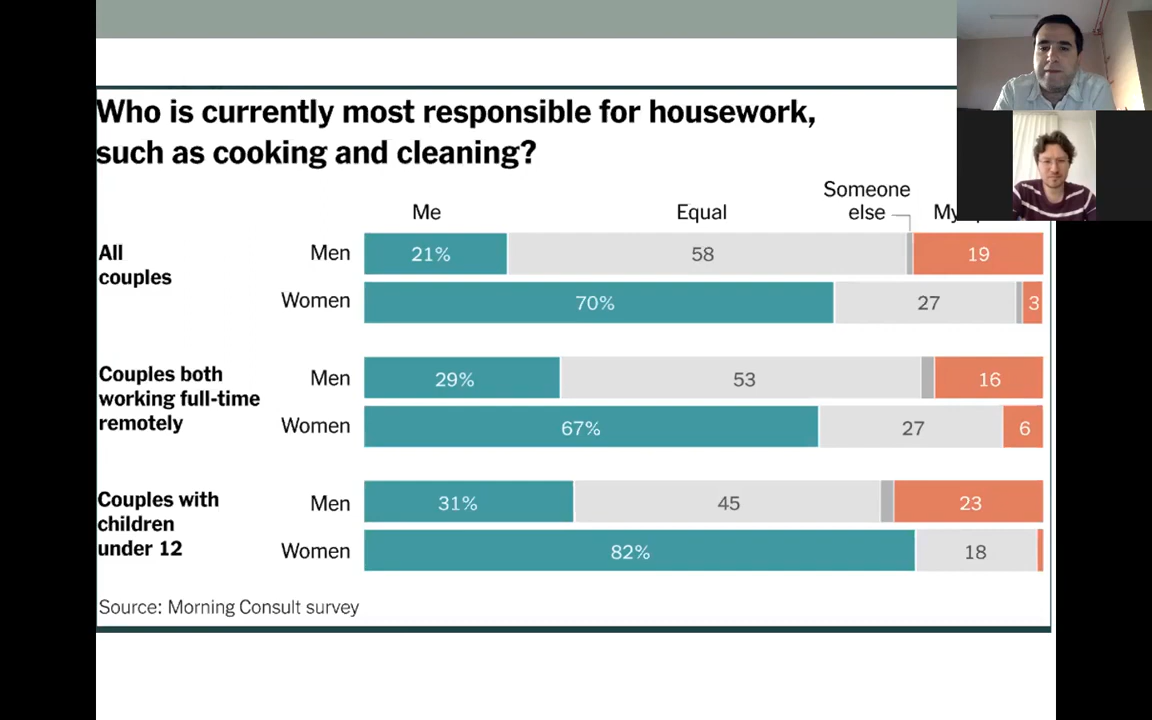 Who is currently most responsible for housework,
such as cooking and cleaning?
Me Equal Someone else
All couples
Men 21% 58 19
Women 70% 27 3
Couples both working full-time remotely
Men 29% 53 16
Women 67% 27 6
Couples with children under 12
Men 31% 45 23
Women 82% 18
Source: Morning Consult survey